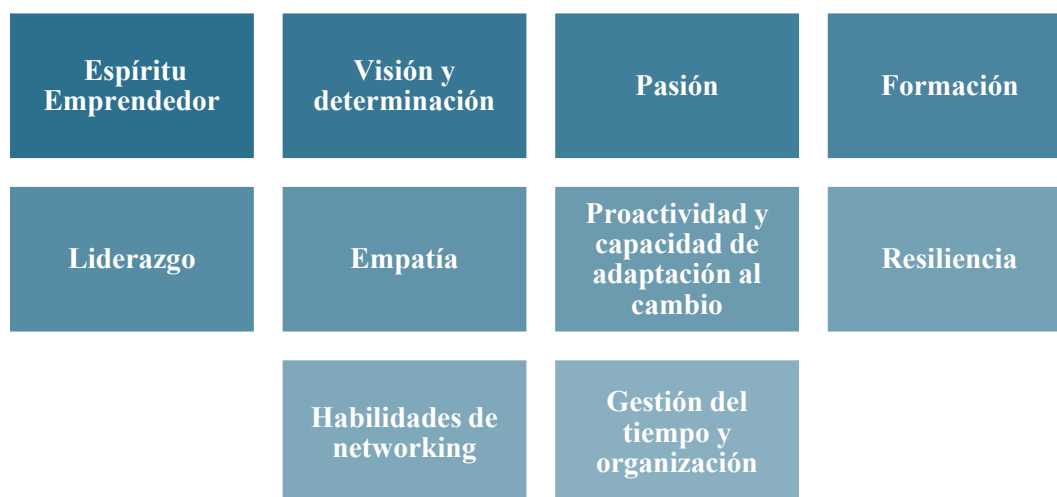 Espíritu
Emprendedor
Visión y
determinación
Pasión
Formación
Liderazgo
Empatía
Proactividad y
capacidad de
adaptación al
cambio
Resiliencia
Habilidades de
networking
Gestión del
tiempo y
organización